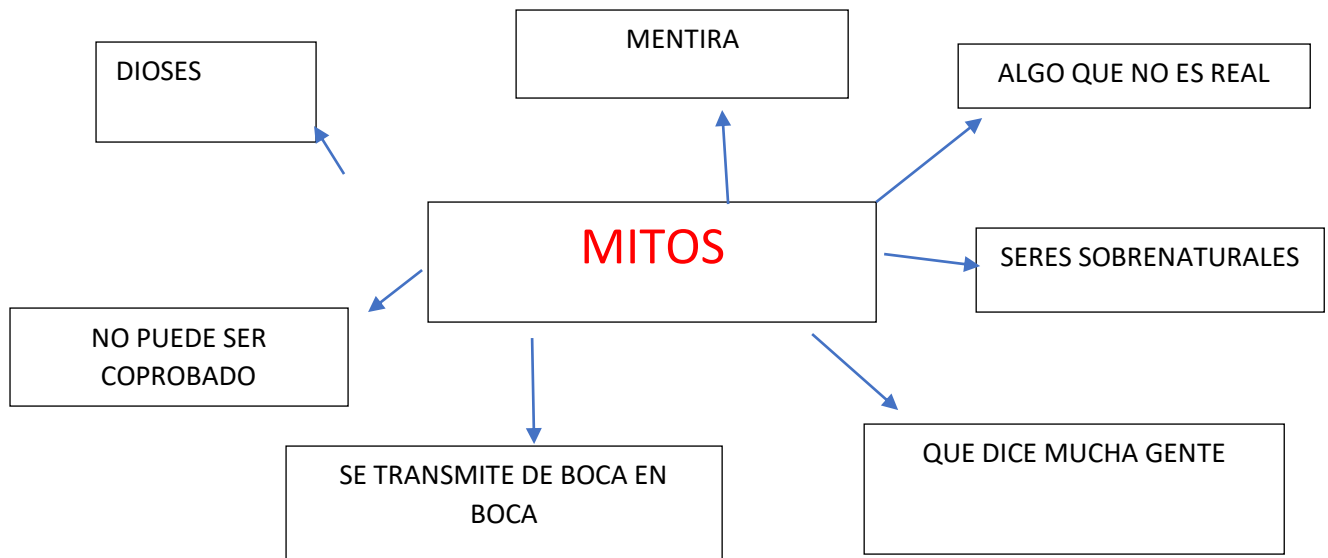 MENTIRA
DIOSES
ALGO QUE NO ES REAL
MITOS
SERES SOBRENATURALES
NO PUEDE SER
COPROBADO
SE TRANSMITE DE BOCA EN
BOCA
QUE DICE MUCHA GENTE